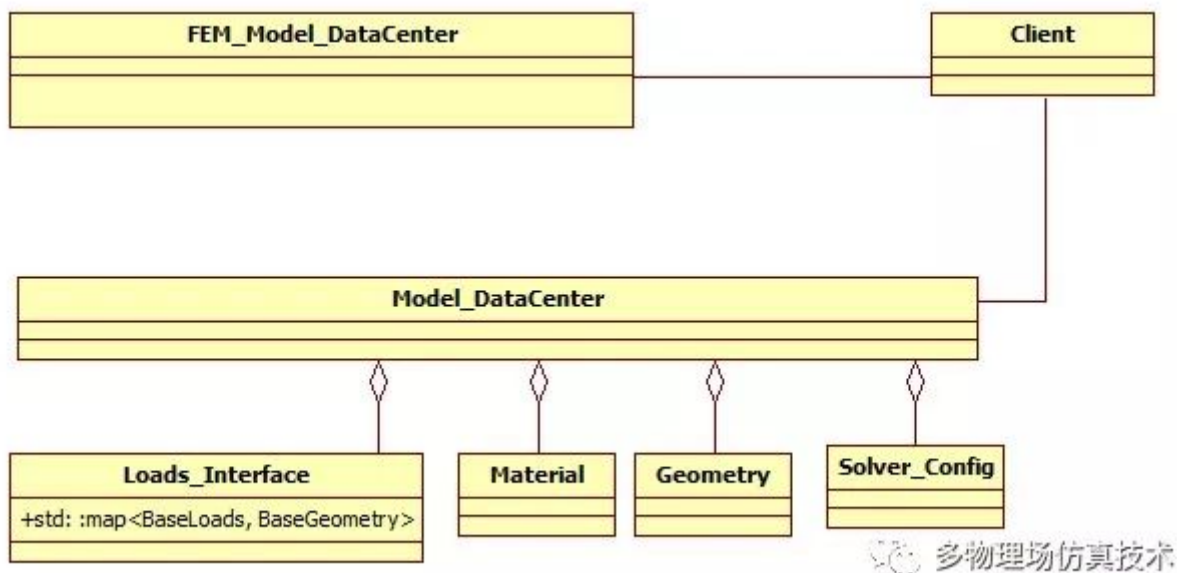 FEM_Model_DataCenter
Client
Model_DataCenter
Loads_Interface
+std: :map<BaseLoads, BaseGeometry>
Material
Geometry
Solver_Config
多物理场仿真技术